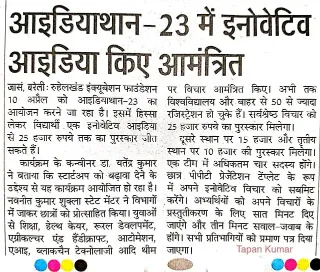 आइडियाथान-23 में इनोवेटिव
आइडिया किए आमंत्रित
जासं, बरेली: रुहेलखंड इंक्यूबेशन फाउंडेशन
10 अप्रैल को आइडियाथान-23 का
आयोजन करने जा रहा है। इसमें हिस्सा
लेकर विद्यार्थी एक इनोवेटिव आइडिया
से 25 हजार रुपये तक का पुरस्कार जीत
सकते हैं।
कार्यक्रम के कन्वीनर डा. यतेंद्र कुमार
ने बताया कि स्टार्टअप को बढ़ावा देने के
उद्देश्य से यह कार्यक्रम आयोजित हो रहा है।
नवनीत कुमार शुक्ला स्टेट मेंटर ने विभागों
में जाकर छात्रों को प्रोत्साहित किया। युवाओं
से शिक्षा, हेल्थ केयर, रूरल डेवलपमेंट,
एग्रीकल्चर एंड हैंडीक्राफ्ट, आटोमेशन,
एआइ, ब्लाकचैन टेक्नोलाजी आदि थीम
पर विचार आमंत्रित किए। अभी तक
विश्वविद्यालय और बाहर से 50 से ज्यादा
रजिस्ट्रेशन हो चुके हैं। सर्वश्रेष्ठ विचार को
25 हजार रुपये का पुरस्कार मिलेगा।
दूसरे स्थान पर 15 हजार और तृतीय
स्थान पर 10 हजार की पुरस्कार मिलेगा।
एक टीम में अधिकतम चार सदस्य होंगे।
छात्र पीपीटी प्रेजेंटेशन टेंप्लेट के रूप
में अपने इनोवेटिव विचार को सबमिट
करेंगे। अभ्यर्थियों को अपने विचारों के
प्रस्तुतीकरण के लिए सात मिनट दिए
जाएंगे और तीन मिनट सवाल-जवाब के
होंगे। सभी प्रतिभागियों को प्रमाण पत्र दिया
जाएगा।
Tapan Kumar